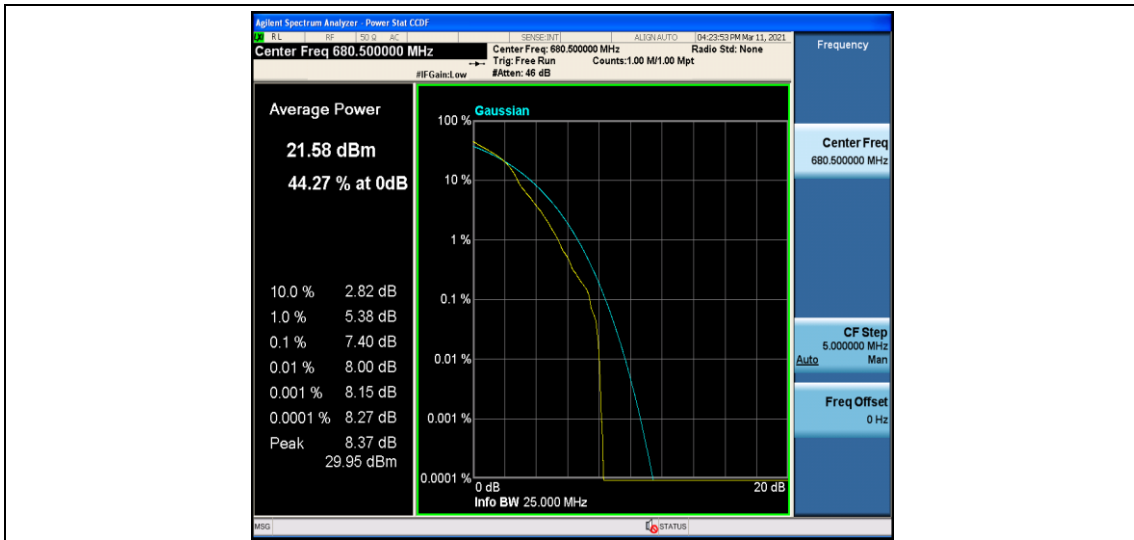 Agilent Spectrum Analyzer - Power Stat CCDF
LXI RL RF 50 Ω AC SENSE:INT ALIGN AUTO 04:23:53 PM Mar 11, 2021
Center Freq 680.500000 MHz
Center Freq: 680.500000 MHz Radio Std: None
Trig: Free Run Counts:1.00 M/1.00 Mpt
#IFGain:Low #Atten: 46 dB
Frequency
Average Power
21.58 dBm
44.27 % at 0dB
10.0 % 2.82 dB
1.0 % 5.38 dB
0.1 % 7.40 dB
0.01 % 8.00 dB
0.001 % 8.15 dB
0.0001 % 8.27 dB
Peak 8.37 dB
29.95 dBm
Gaussian
100 %
10 %
1 %
0.1 %
0.01 %
0.001 %
0.0001 %
0 dB 20 dB
Info BW 25.000 MHz
Center Freq
680.500000 MHz
CF Step
5.000000 MHz
Auto Man
Freq Offset
0 Hz
MSG STATUS